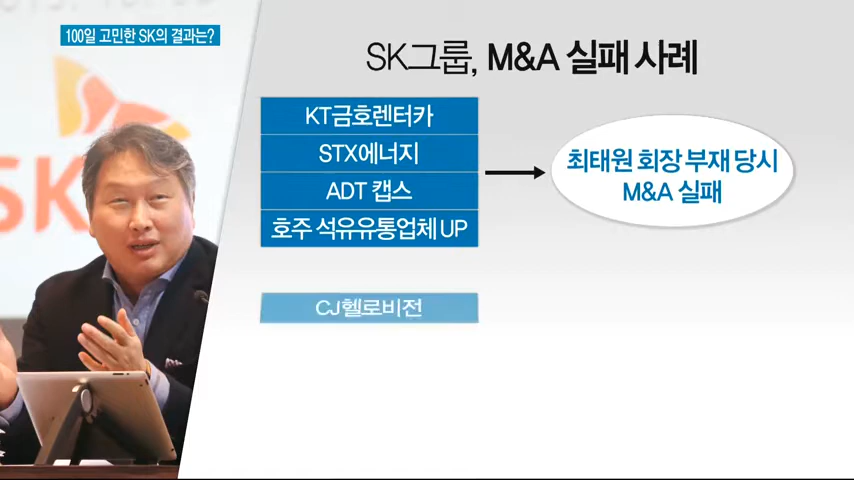 100일 고민한 SK의 결과는?
SK그룹, M&A 실패 사례
KT금호렌터카
STX에너지
ADT 캡스
호주 석유유통업체 UP
최태원 회장 부재 당시
M&A 실패
CJ헬로비전
SK